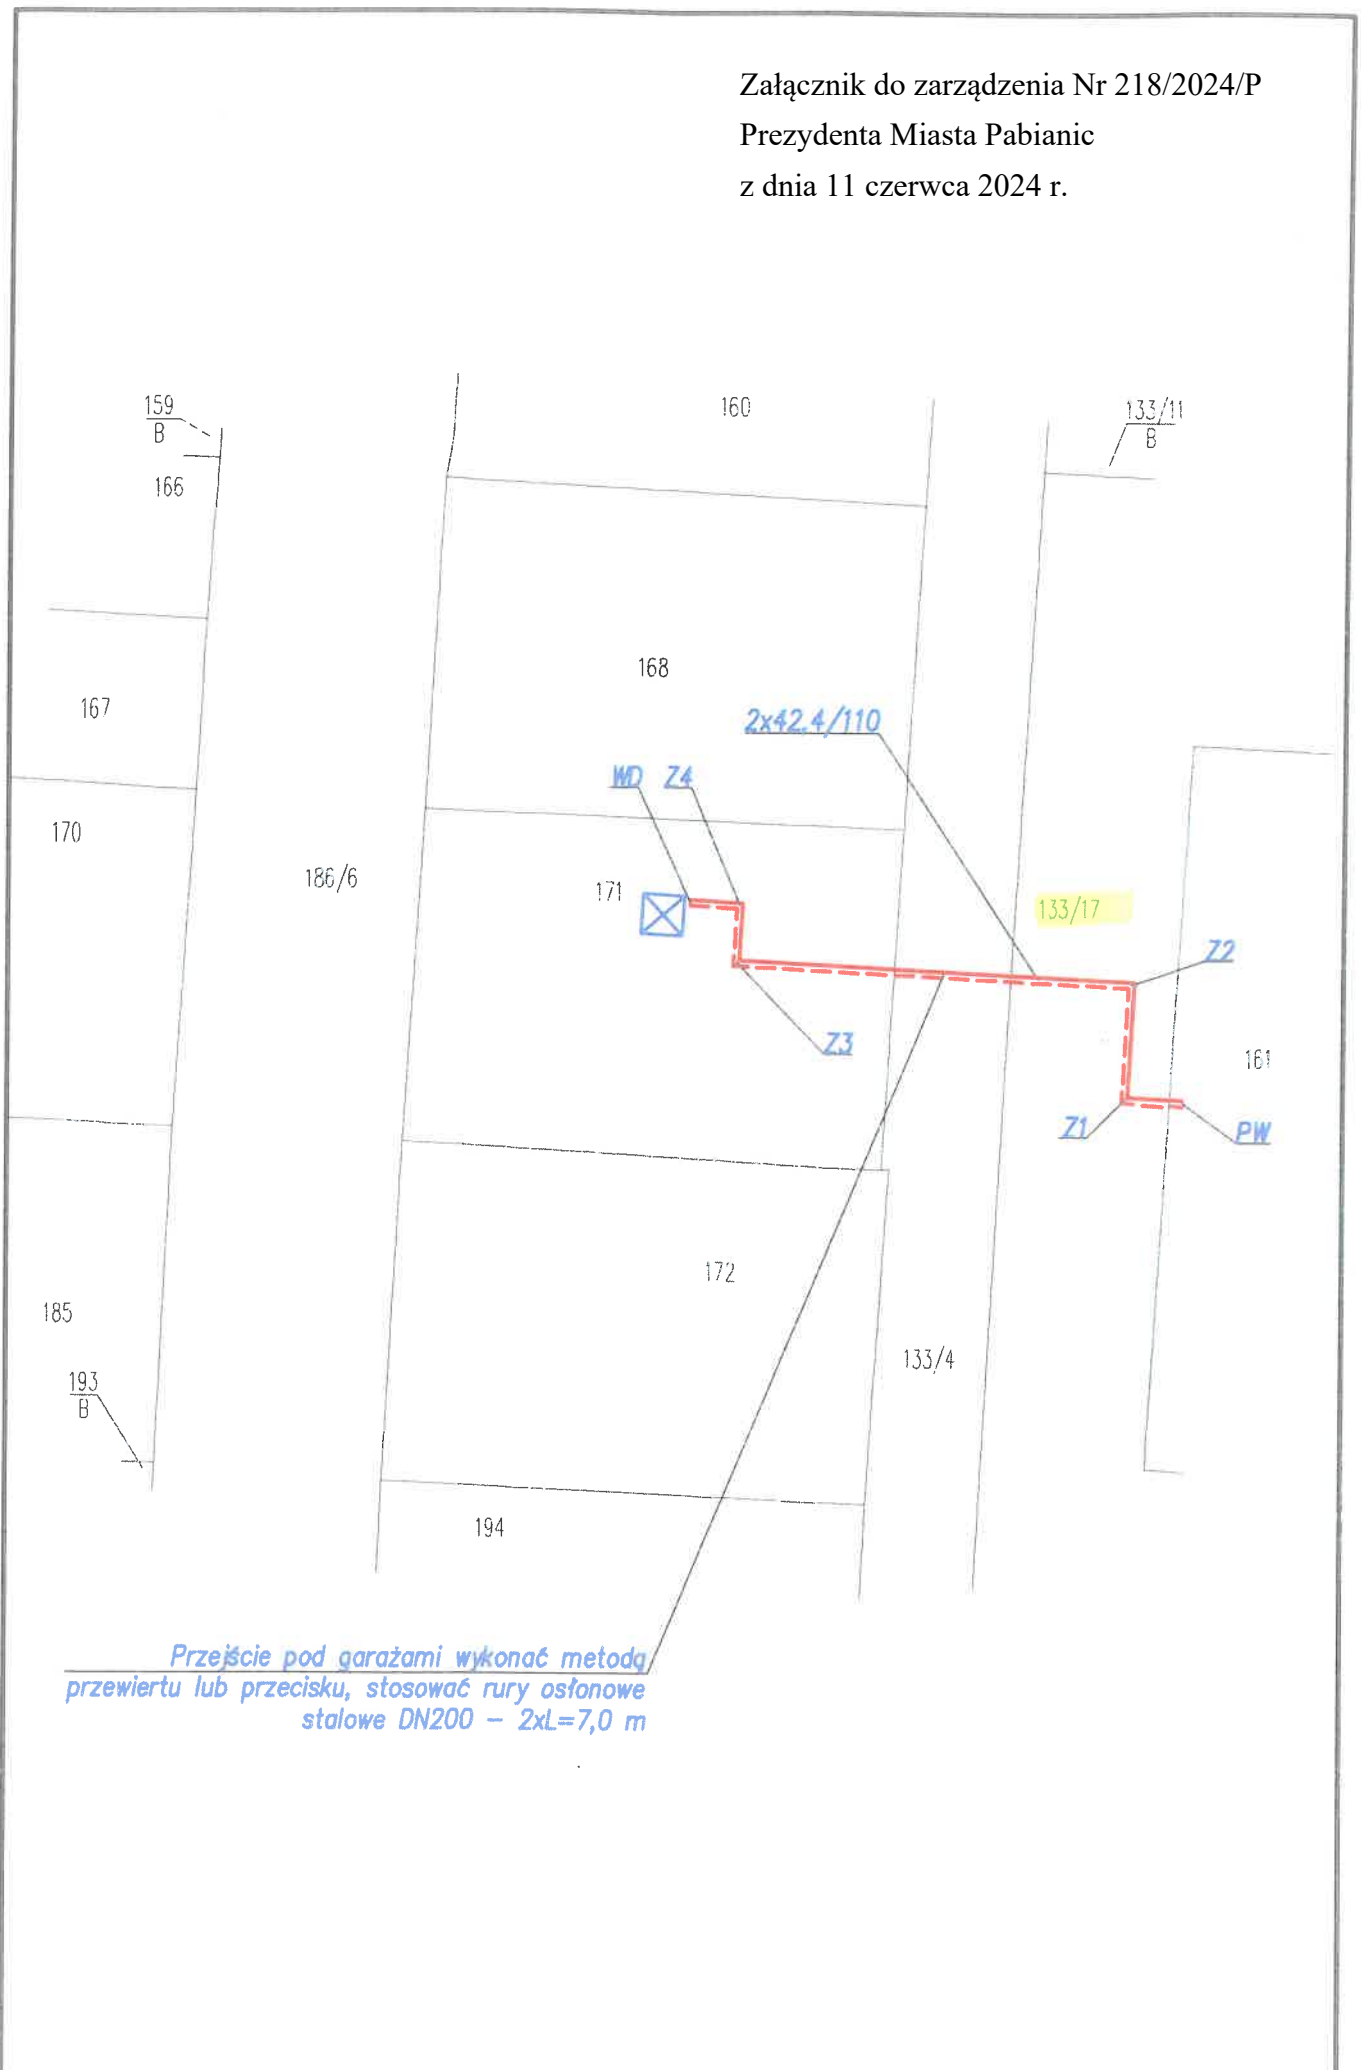 Załącznik do zarządzenia Nr 218/2024/P
Prezydenta Miasta Pabianic
z dnia 11 czerwca 2024 r.
159
B
160
133/11
B
166
168
167
2x42.4/110
WD Z4
170
186/6
171
133/17
Z2
Z3
161
Z1
PW
172
185
133/4
193
B
194
Przejście pod garażami wykonać metodą
przewiertu lub przecisku, stosować rury osłonowe
stalowe DN200 – 2xL=7,0 m